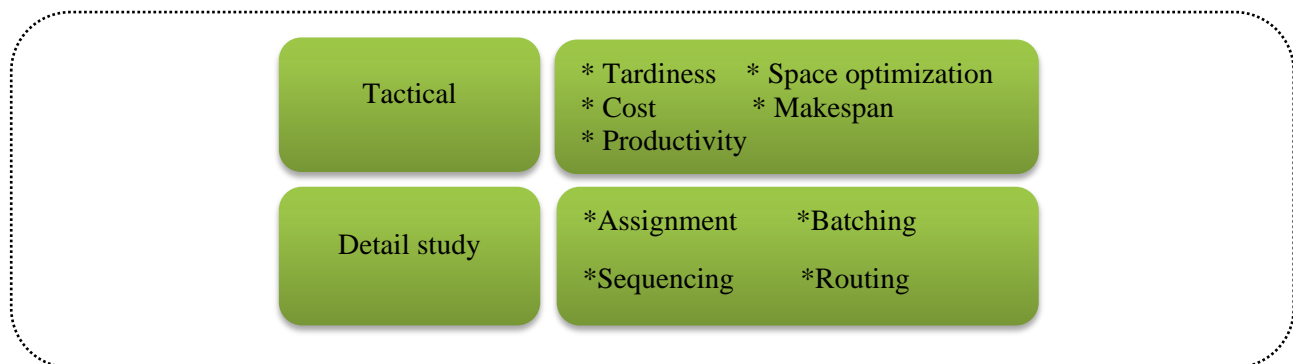 Tactical
* Tardiness * Space optimization
* Cost * Makespan
* Productivity
Detail study
*Assignment *Batching
*Sequencing *Routing